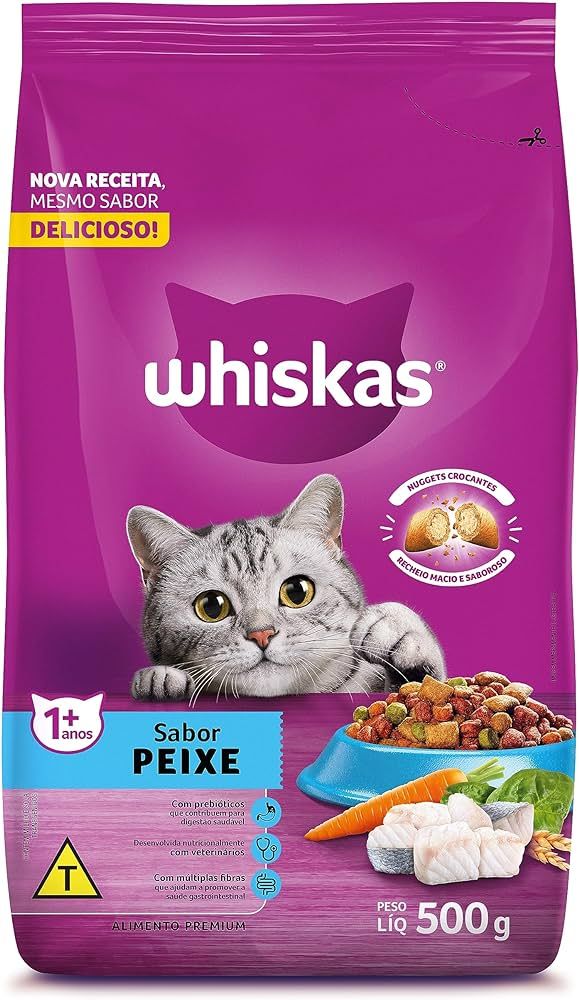 NOVA RECEITA,
MESMO SABOR
DELICIOSO!
whiskas®
NUGGETS CROCANTES
RECHEIO MACIO E SABOROSO
1+
anos
Sabor
PEIXE
Com prebióticos
que contribuem para
digestão saudável
Desenvolvida nutricionalmente
com veterinários
Com múltiplas fibras
que ajudam a promover a
saúde gastrointestinal
T
ALIMENTO PREMIUM
PESO
LÍQ 500g